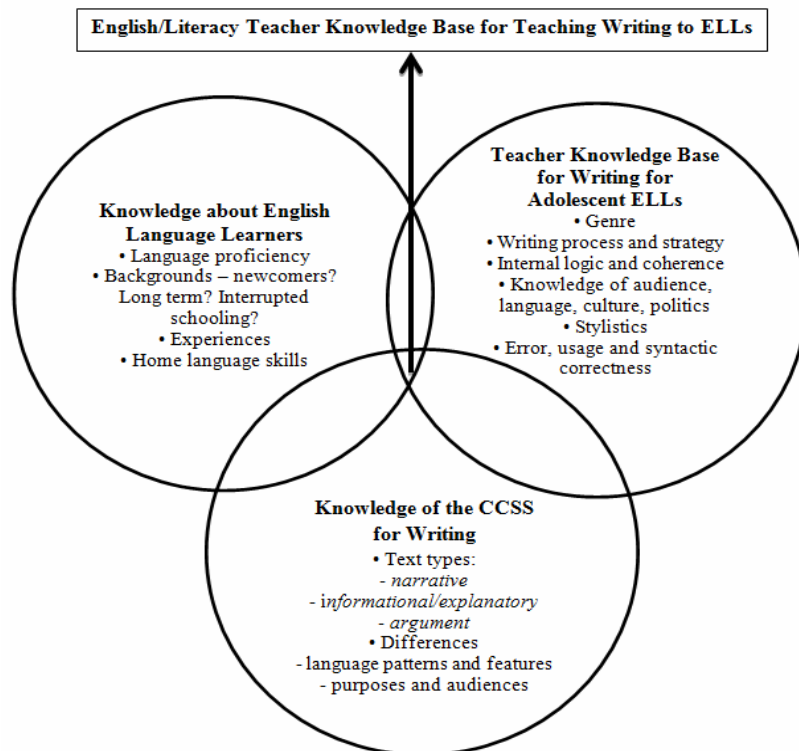 English/Literacy Teacher Knowledge Base for Teaching Writing to ELLs
Knowledge about English
Language Learners
• Language proficiency
• Backgrounds – newcomers?
Long term? Interrupted
schooling?
• Experiences
• Home language skills
Teacher Knowledge Base
for Writing for
Adolescent ELLs
• Genre
• Writing process and strategy
• Internal logic and coherence
• Knowledge of audience,
language, culture, politics
• Stylistics
• Error, usage and syntactic
correctness
Knowledge of the CCSS
for Writing
• Text types:
- narrative
- informational/explanatory
- argument
• Differences
- language patterns and features
- purposes and audiences